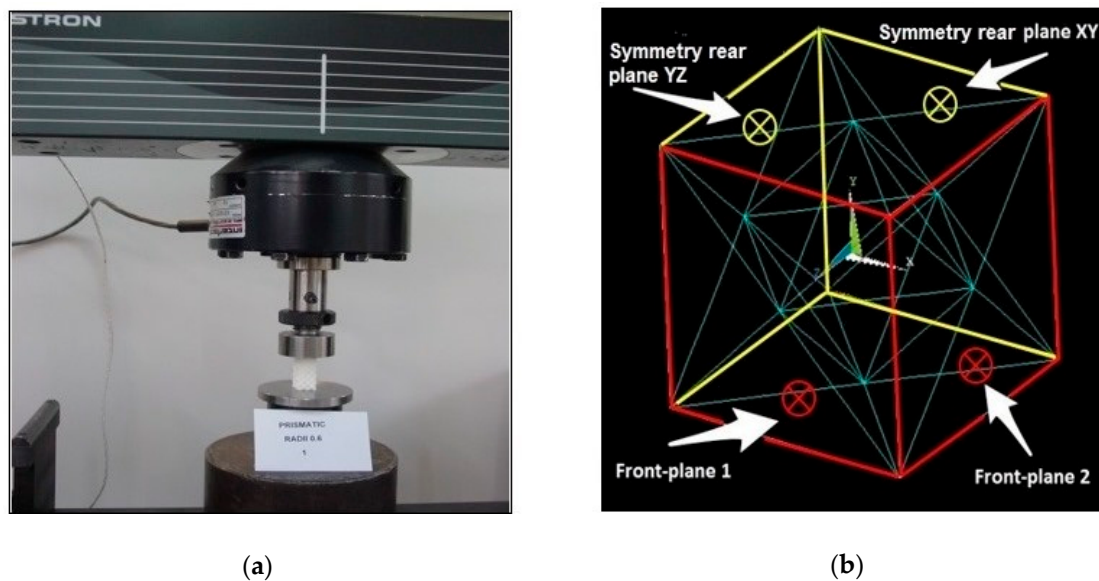 STRON
PRISMATIC
RADII 0.6
1
(a)
Symmetry rear
plane YZ
Symmetry rear plane XY
Y
X
Z
Front-plane 1
Front-plane 2
(b)